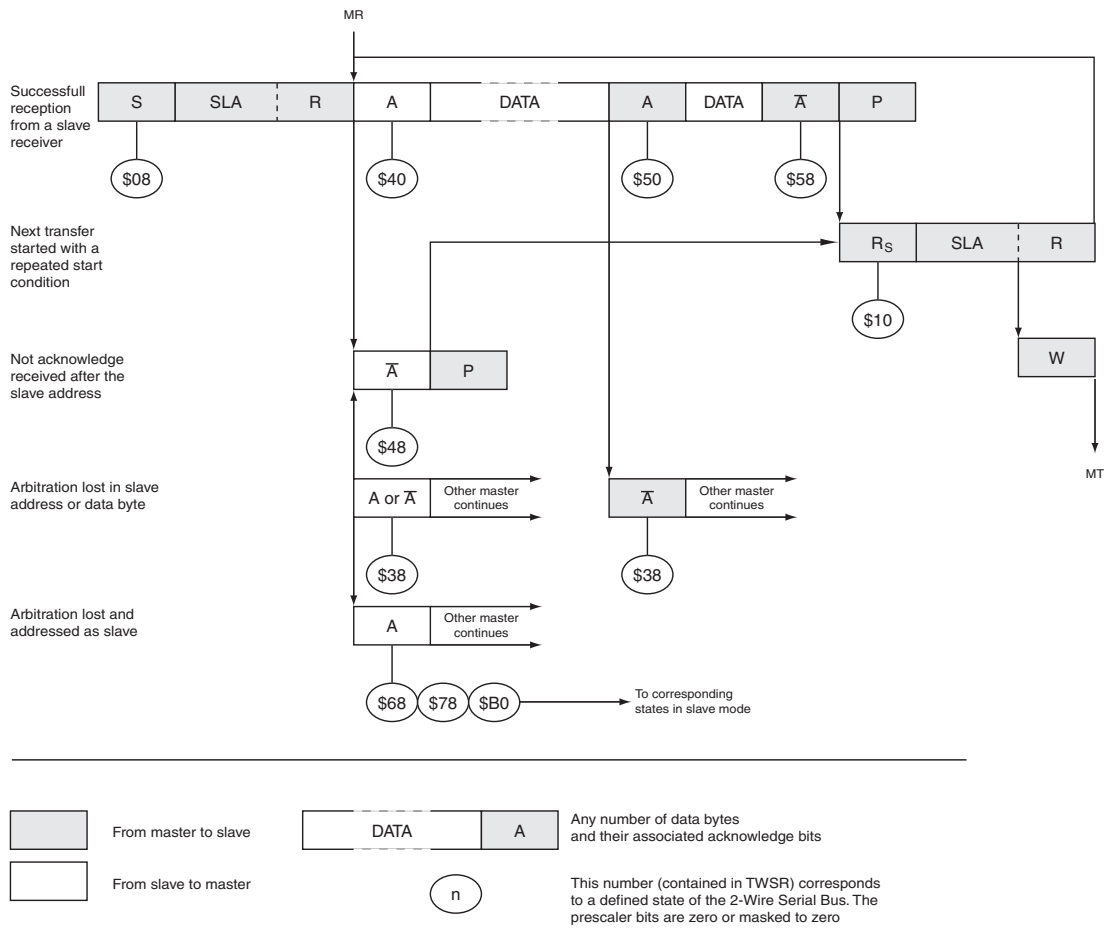 MR
Successfull
reception
from a slave
receiver
S SLA R A DATA A DATA A̅ P
$08 $40 $50 $58
Next transfer
started with a
repeated start
condition
RS SLA R
$10
Not acknowledge
received after the
slave address
A̅ P
W
$48
MT
Arbitration lost in slave
address or data byte
A or A̅
Other master
continues
A̅
Other master
continues
$38 $38
Arbitration lost and
addressed as slave
A
Other master
continues
$68 $78 $B0
To corresponding
states in slave mode
From master to slave
DATA A
Any number of data bytes
and their associated acknowledge bits
From slave to master
n
This number (contained in TWSR) corresponds
to a defined state of the 2-Wire Serial Bus. The
prescaler bits are zero or masked to zero